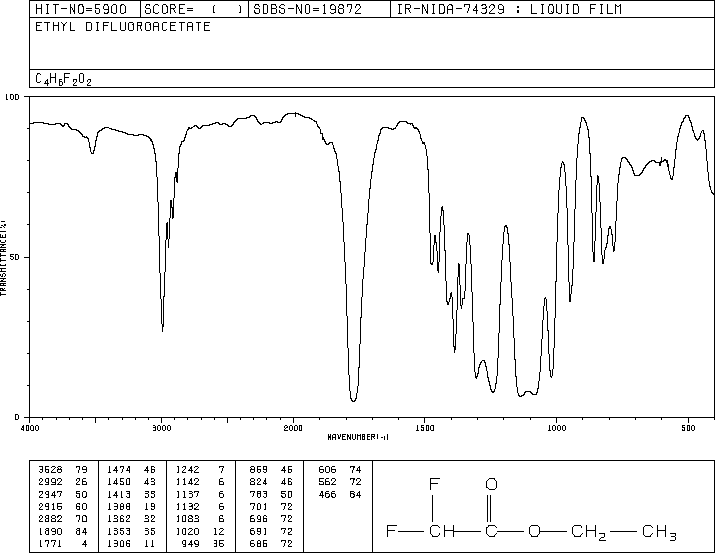 HIT-NO=5900 SCORE= ( ) SDBS-NO=19872 IR-NIDA-74329 : LIQUID FILM
ETHYL DIFLUOROACETATE
C4H6F2O2
100
50
0
TRANSMITTANCE(%)
4000 3000 2000 1500 1000 500
WAVENUMBER(-1)
3528 79 1474 46 1242 7 859 46 606 74
2992 26 1450 43 1142 6 824 46 562 72
2947 50 1413 35 1137 6 783 50 466 84
2915 60 1388 19 1132 6 701 72
2882 70 1362 32 1083 6 696 72
1890 84 1353 35 1020 12 691 72
1771 4 1306 11 949 35 686 72
F O
F CH C O CH2 CH3